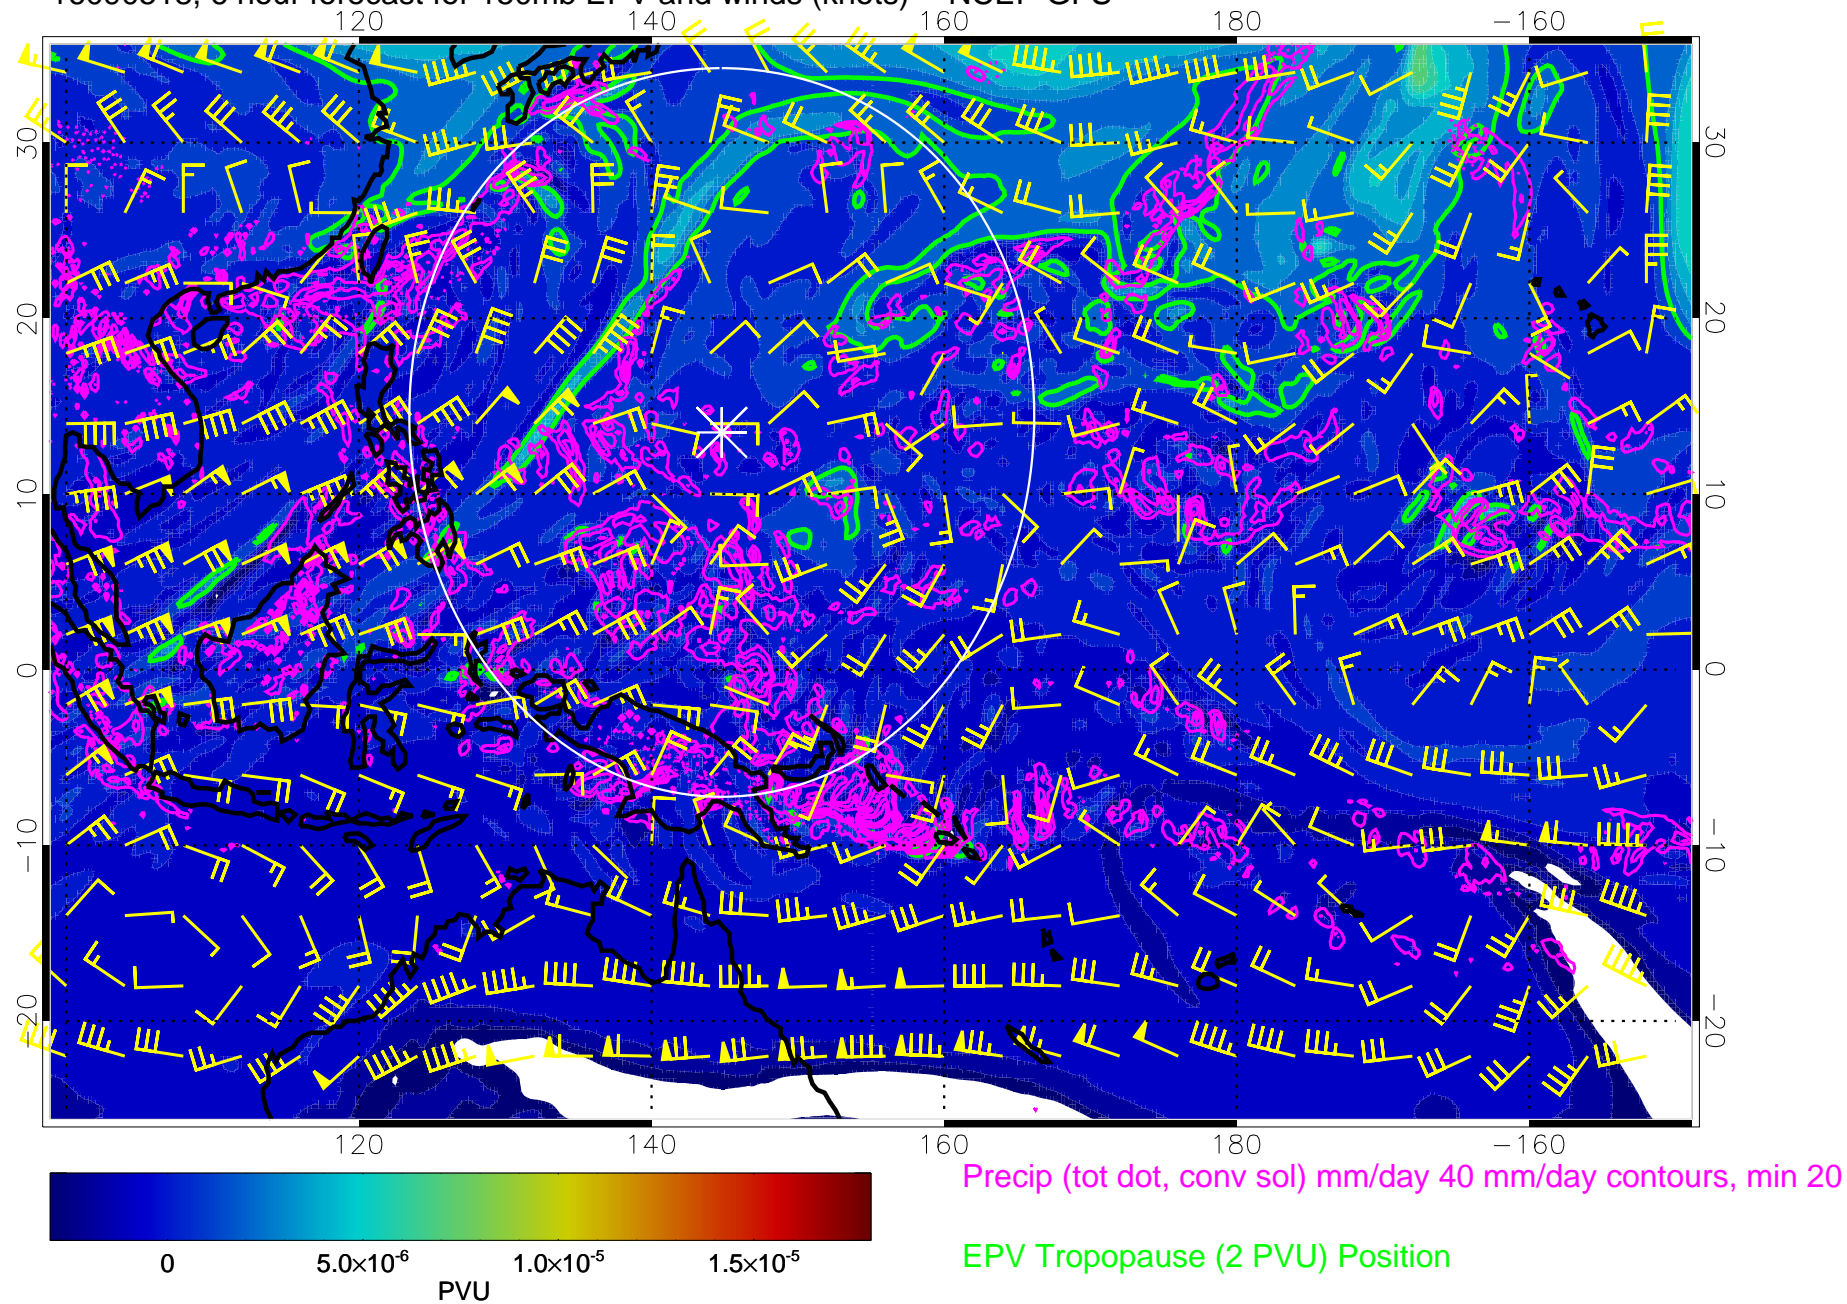 120 140 160 180 −160
30 30
20 20
10 10
0 0
−10 −10
−20 −20
120 140 160 180 −160
Precip (tot dot, conv sol) mm/day 40 mm/day contours, min 20
0 5.0×10⁻⁶ 1.0×10⁻⁵ 1.5×10⁻⁵
EPV Tropopause (2 PVU) Position
PVU